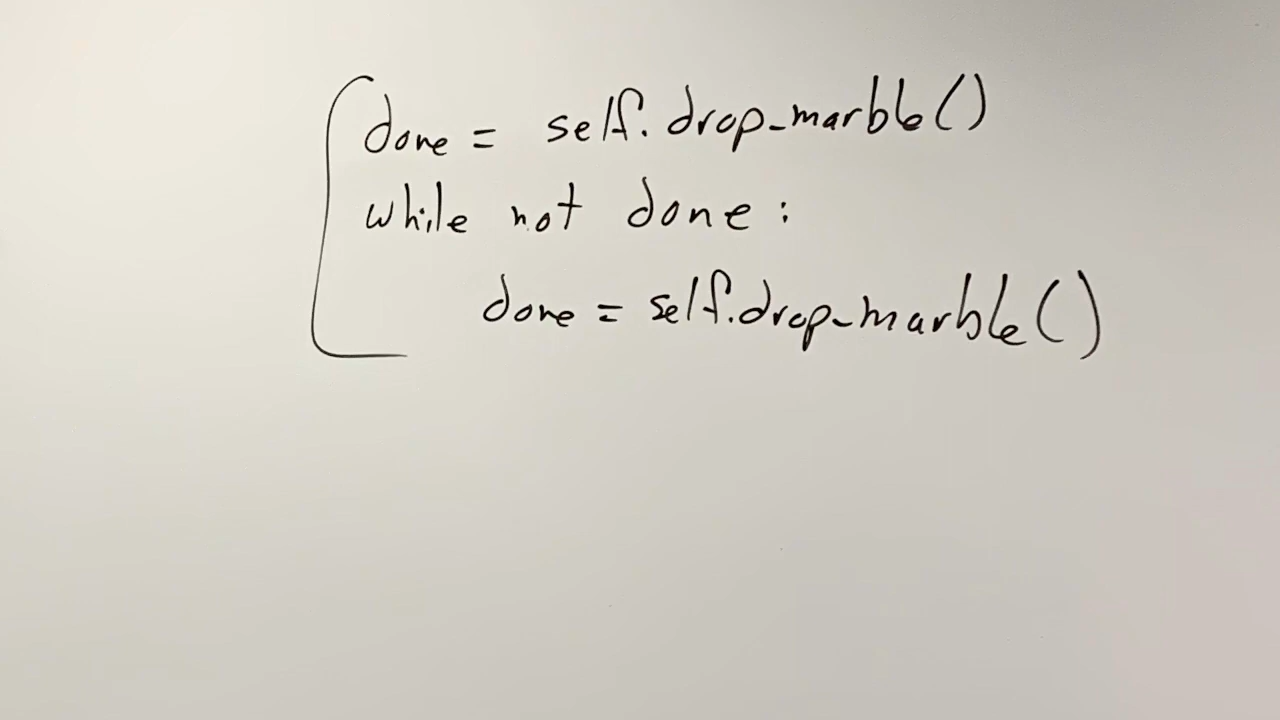 done = self.drop_marble()
while not done:
done = self.drop_marble()